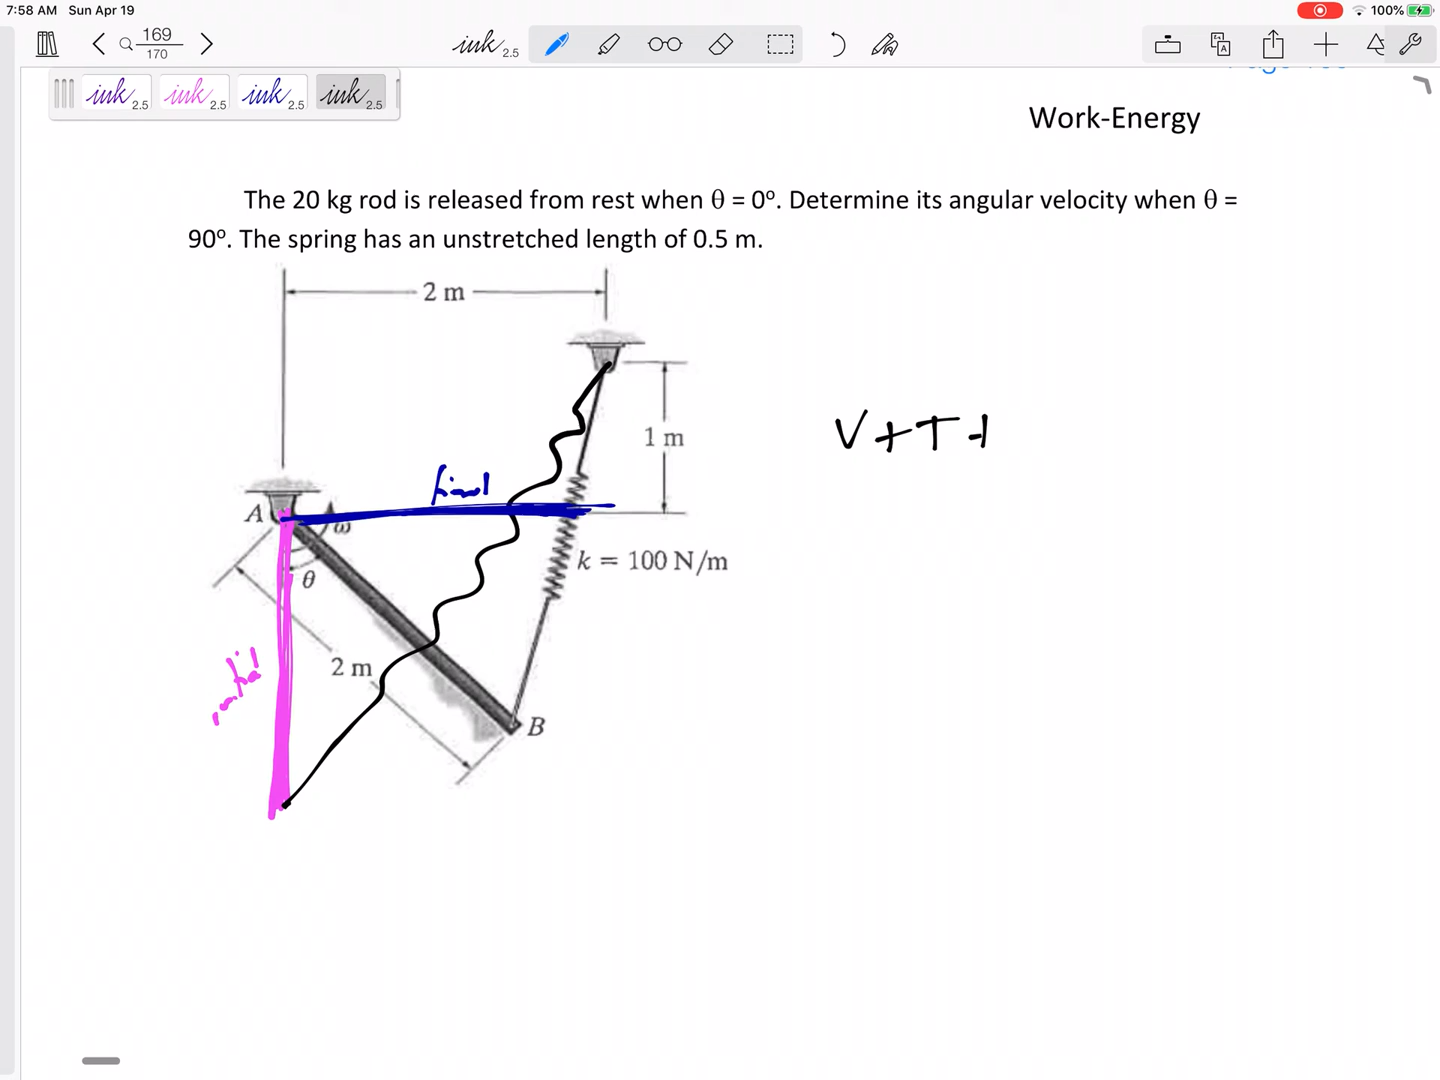 7:58 AM Sun Apr 19
100%
169
170
ink 2.5
ink 2.5
ink 2.5
ink 2.5
ink 2.5
Work-Energy
The 20 kg rod is released from rest when θ = 0º. Determine its angular velocity when θ =
90º. The spring has an unstretched length of 0.5 m.
2 m
1 m
V+T+
final
A
ω
θ
k = 100 N/m
2 m
B